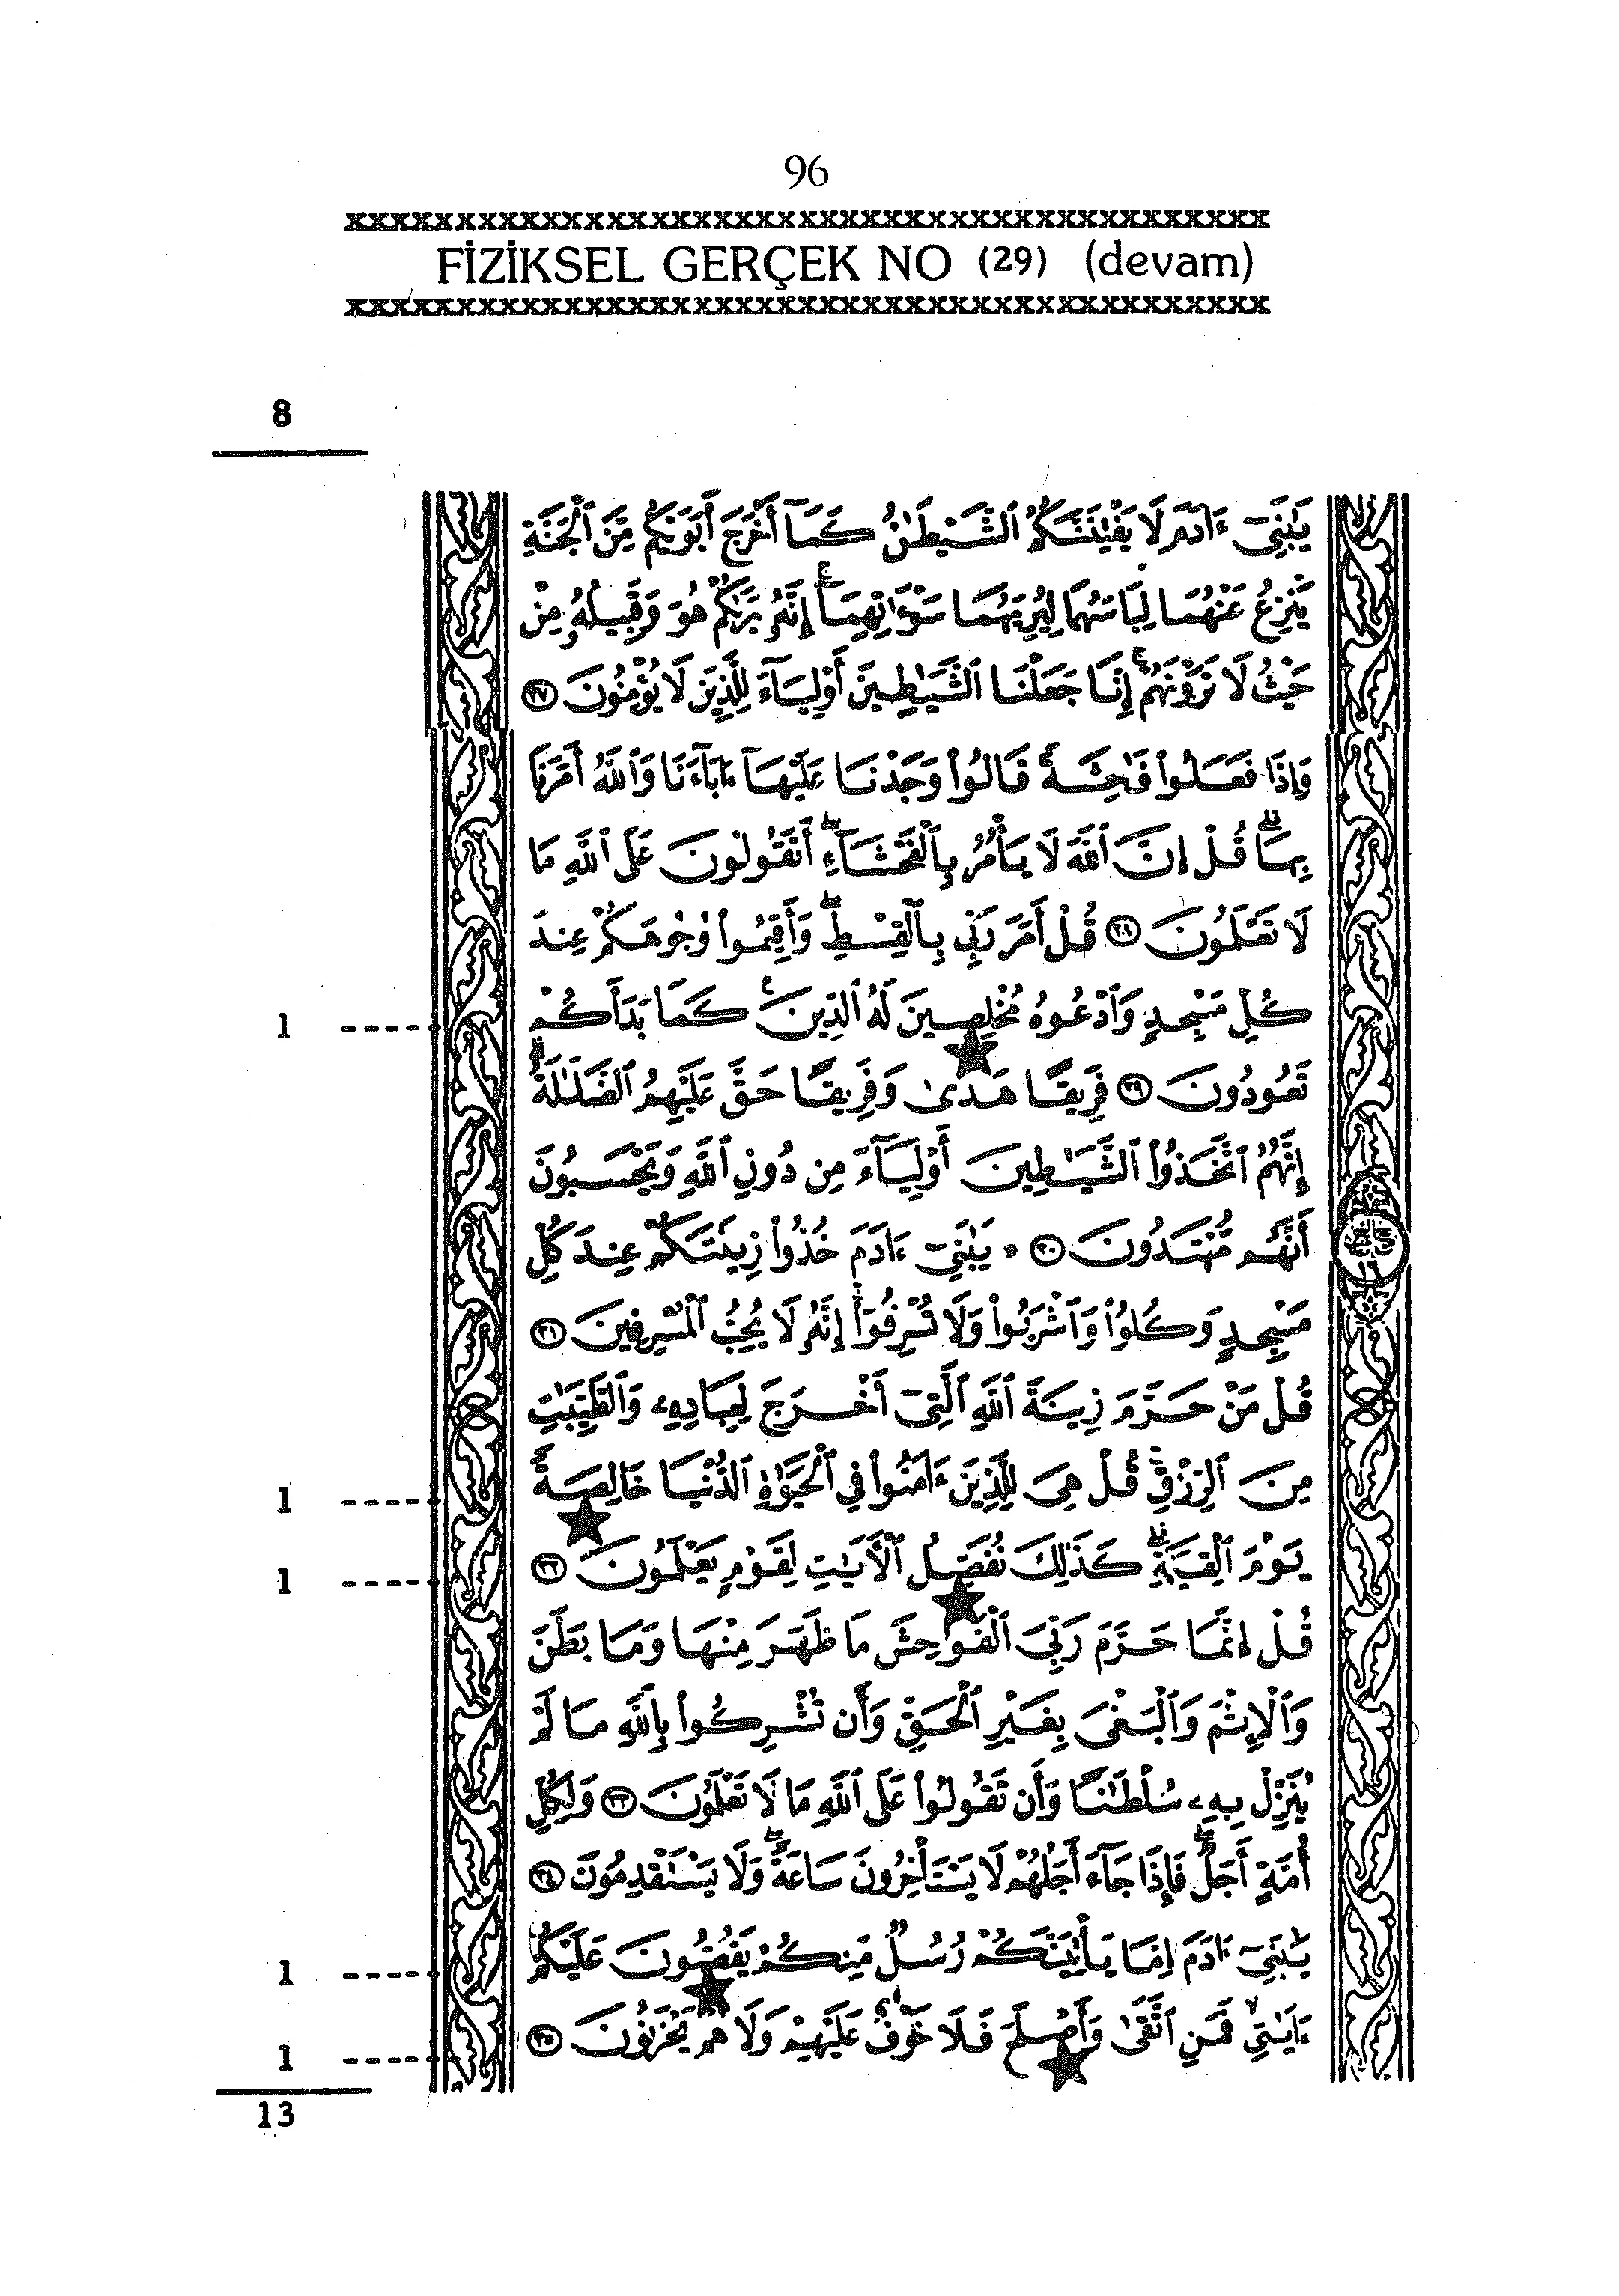 96
xxxxxxxxxxxxxxxxxxxxxxxxxxxxxxxxxxxxxxxxxxx
FİZİKSEL GERÇEK NO (29) (devam)
xxxxxxxxxxxxxxxxxxxxxxxxxxxxxxxxxxxxxxxxxxx
8
يَٰبَنِيٓ ءَادَمَ لَا يَفۡتِنَنَّكُمُ ٱلشَّيۡطَٰنُ كَمَآ أَخۡرَجَ أَبَوَيۡكُم مِّنَ ٱلۡجَنَّةِ
يَنزِعُ عَنۡهُمَا لِبَاسَهُمَا لِيُرِيَهُمَا سَوۡءَٰتِهِمَآۚ إِنَّهُۥ يَرَىٰكُمۡ هُوَ وَقَبِيلُهُۥ مِنۡ
حَيۡثُ لَا تَرَوۡنَهُمۡۗ إِنَّا جَعَلۡنَا ٱلشَّيَٰطِينَ أَوۡلِيَآءَ لِلَّذِينَ لَا يُؤۡمِنُونَ ٢٧
وَإِذَا فَعَلُواْ فَٰحِشَةٗ قَالُواْ وَجَدۡنَا عَلَيۡهَآ ءَابَآءَنَا وَٱللَّهُ أَمَرَنَا
بِهَاۗ قُلۡ إِنَّ ٱللَّهَ لَا يَأۡمُرُ بِٱلۡفَحۡشَآءِۖ أَتَقُولُونَ عَلَى ٱللَّهِ مَا
لَا تَعۡلَمُونَ ٢٨ قُلۡ أَمَرَ رَبِّي بِٱلۡقِسۡطِۖ وَأَقِيمُواْ وُجُوهَكُمۡ عِندَ
1 ----- كُلِّ مَسۡجِدٖ وَٱدۡعُوهُ مُخۡلِصِينَ لَهُ ٱلدِّينَۚ كَمَا بَدَأَكُمۡ
تَعُودُونَ ٢٩ فَرِيقًا هَدَىٰ وَفَرِيقًا حَقَّ عَلَيۡهِمُ ٱلضَّلَٰلَةُۚ
إِنَّهُمُ ٱتَّخَذُواْ ٱلشَّيَٰطِينَ أَوۡلِيَآءَ مِن دُونِ ٱللَّهِ وَيَحۡسَبُونَ
أَنَّهُم مُّهۡتَدُونَ ٣٠ يَٰبَنِيٓ ءَادَمَ خُذُواْ زِينَتَكُمۡ عِندَ كُلِّ
مَسۡجِدٖ وَكُلُواْ وَٱشۡرَبُواْ وَلَا تُسۡرِفُوٓاْۚ إِنَّهُۥ لَا يُحِبُّ ٱلۡمُسۡرِفِينَ ٣١
قُلۡ مَنۡ حَرَّمَ زِينَةَ ٱللَّهِ ٱلَّتِيٓ أَخۡرَجَ لِعِبَادِهِۦ وَٱلطَّيِّبَٰتِ
1 ----- مِنَ ٱلرِّزۡقِۚ قُلۡ هِيَ لِلَّذِينَ ءَامَنُواْ فِي ٱلۡحَيَوٰةِ ٱلدُّنۡيَا خَالِصَةٗ
1 ----- يَوۡمَ ٱلۡقِيَٰمَةِۗ كَذَٰلِكَ نُفَصِّلُ ٱلۡأٓيَٰتِ لِقَوۡمٖ يَعۡلَمُونَ ٣٢
قُلۡ إِنَّمَا حَرَّمَ رَبِّيَ ٱلۡفَوَٰحِشَ مَا ظَهَرَ مِنۡهَا وَمَا بَطَنَ
وَٱلۡإِثۡمَ وَٱلۡبَغۡيَ بِغَيۡرِ ٱلۡحَقِّ وَأَن تُشۡرِكُواْ بِٱللَّهِ مَا لَمۡ
يُنَزِّلۡ بِهِۦ سُلۡطَٰنٗا وَأَن تَقُولُواْ عَلَى ٱللَّهِ مَا لَا تَعۡلَمُونَ ٣٣ وَلِكُلِّ
أُمَّةٍ أَجَلٞۖ فَإِذَا جَآءَ أَجَلُهُمۡ لَا يَسۡتَأۡخِرُونَ سَاعَةٗۖ وَلَا يَسۡتَقۡدِمُونَ ٣٤
1 ----- يَٰبَنِيٓ ءَادَمَ إِمَّا يَأۡتِيَنَّكُمۡ رُسُلٞ مِّنكُمۡ يَقُصُّونَ عَلَيۡكُمۡ
1 ----- ءَايَٰتِي فَمَنِ ٱتَّقَىٰ وَأَصۡلَحَ فَلَا خَوۡفٌ عَلَيۡهِمۡ وَلَا هُمۡ يَحۡزَنُونَ ٣٥
13